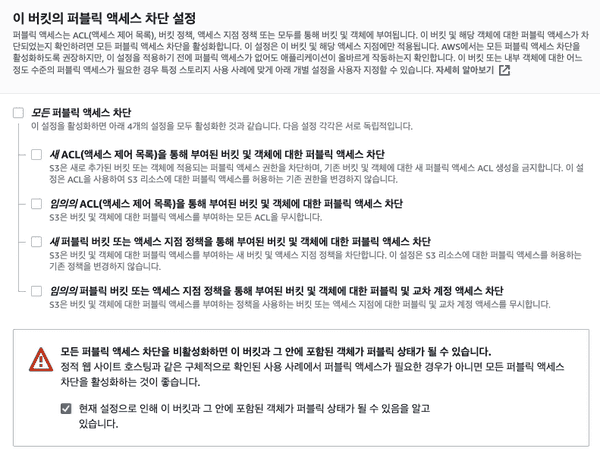 이 버킷의 퍼블릭 액세스 차단 설정
퍼블릭 액세스는 ACL(액세스 제어 목록), 버킷 정책, 액세스 지점 정책 또는 모두를 통해 버킷 및 객체에 부여됩니다. 이 버킷 및 해당 객체에 대한 퍼블릭 액세스가 차
단되었는지 확인하려면 모든 퍼블릭 액세스 차단을 활성화합니다. 이 설정은 이 버킷 및 해당 액세스 지점에만 적용됩니다. AWS에서는 모든 퍼블릭 액세스 차단을
활성화하도록 권장하지만, 이 설정을 적용하기 전에 퍼블릭 액세스가 없어도 애플리케이션이 올바르게 작동하는지 확인합니다. 이 버킷 또는 내부 객체에 대한 어느
정도 수준의 퍼블릭 액세스가 필요한 경우 특정 스토리지 사용 사례에 맞게 아래 개별 설정을 사용자 지정할 수 있습니다. 자세히 알아보기
모든 퍼블릭 액세스 차단
이 설정을 활성화하면 아래 4개의 설정을 모두 활성화한 것과 같습니다. 다음 설정 각각은 서로 독립적입니다.
새 ACL(액세스 제어 목록)을 통해 부여된 버킷 및 객체에 대한 퍼블릭 액세스 차단
S3은 새로 추가된 버킷 또는 객체에 적용되는 퍼블릭 액세스 권한을 차단하며, 기존 버킷 및 객체에 대한 새 퍼블릭 액세스 ACL 생성을 금지합니다. 이 설
정은 ACL을 사용하여 S3 리소스에 대한 퍼블릭 액세스를 허용하는 기존 권한을 변경하지 않습니다.
임의의 ACL(액세스 제어 목록)을 통해 부여된 버킷 및 객체에 대한 퍼블릭 액세스 차단
S3은 버킷 및 객체에 대한 퍼블릭 액세스를 부여하는 모든 ACL을 무시합니다.
새 퍼블릭 버킷 또는 액세스 지점 정책을 통해 부여된 버킷 및 객체에 대한 퍼블릭 액세스 차단
S3은 버킷 및 객체에 대한 퍼블릭 액세스를 부여하는 새 버킷 및 액세스 지점 정책을 차단합니다. 이 설정은 S3 리소스에 대한 퍼블릭 액세스를 허용하는
기존 정책을 변경하지 않습니다.
임의의 퍼블릭 버킷 또는 액세스 지점 정책을 통해 부여된 버킷 및 객체에 대한 퍼블릭 및 교차 계정 액세스 차단
S3은 버킷 및 객체에 대한 퍼블릭 액세스를 부여하는 정책을 사용하는 버킷 또는 액세스 지점에 대한 퍼블릭 및 교차 계정 액세스를 무시합니다.
모든 퍼블릭 액세스 차단을 비활성화하면 이 버킷과 그 안에 포함된 객체가 퍼블릭 상태가 될 수 있습니다.
정적 웹 사이트 호스팅과 같은 구체적으로 확인된 사용 사례에서 퍼블릭 액세스가 필요한 경우가 아니면 모든 퍼블릭 액세스
차단을 활성화하는 것이 좋습니다.
현재 설정으로 인해 이 버킷과 그 안에 포함된 객체가 퍼블릭 상태가 될 수 있음을 알고
있습니다.